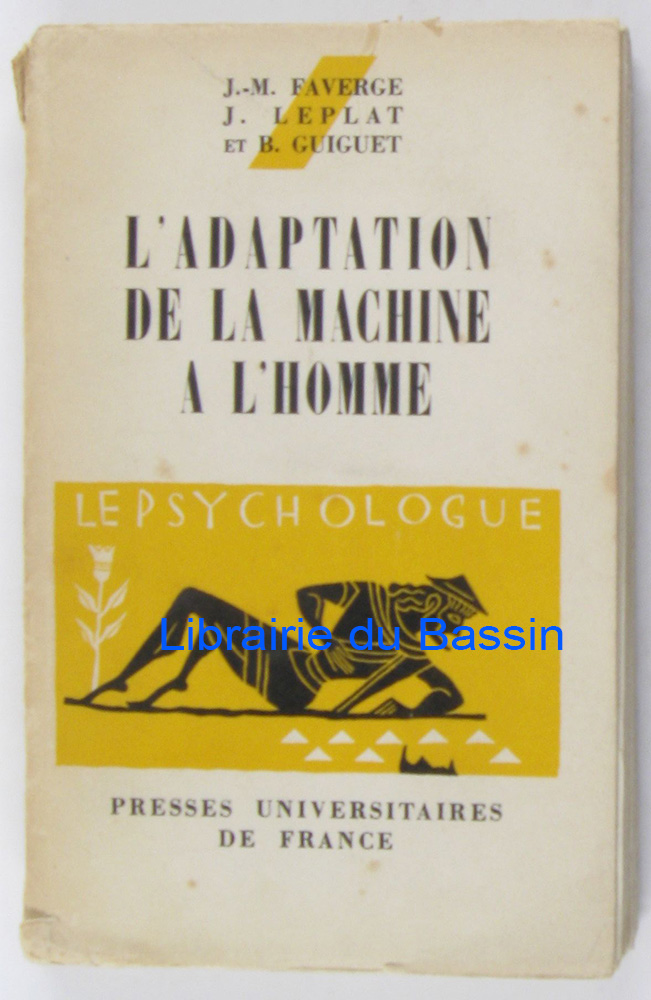 J.-M. FAVERGE
J. LEPLAT
ET B. GUIGUET
L'ADAPTATION
DE LA MACHINE
A L'HOMME
LE PSYCHOLOGUE
Librairie du Bassin
PRESSES UNIVERSITAIRES
DE FRANCE